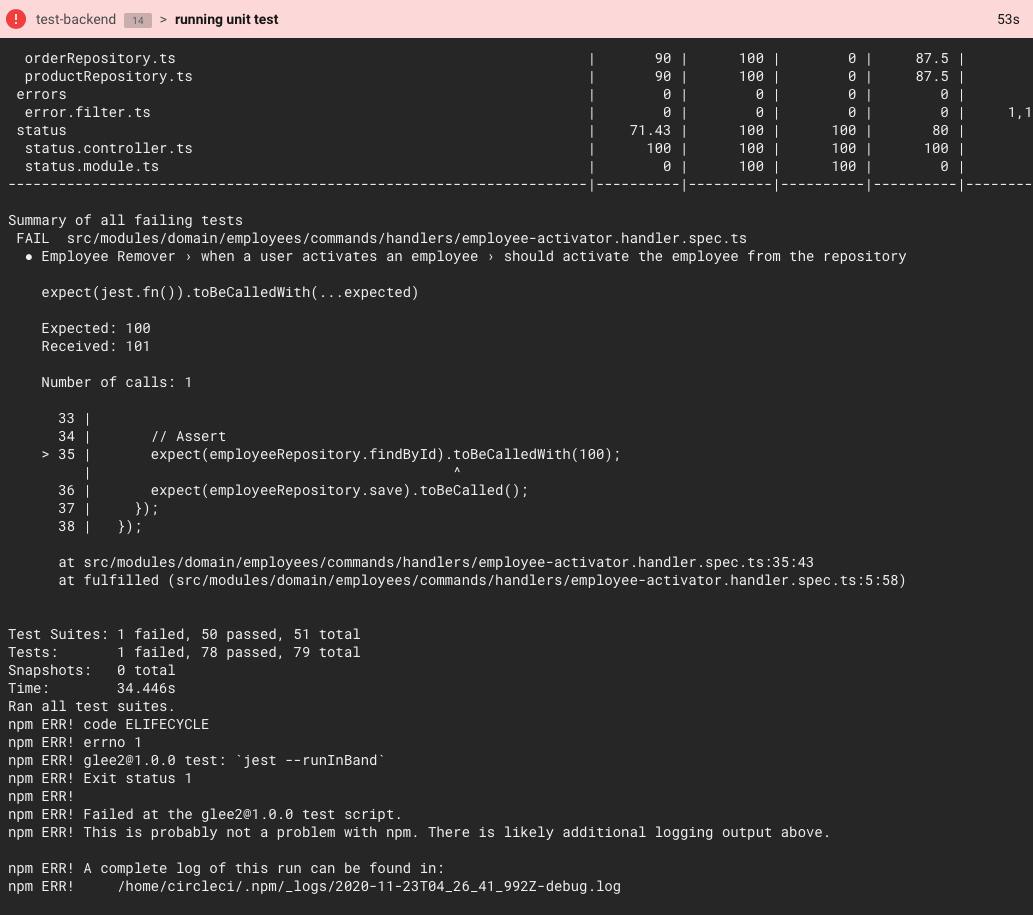 ! test-backend 14 > running unit test 53s
orderRepository.ts | 90 | 100 | 0 | 87.5 |
productRepository.ts | 90 | 100 | 0 | 87.5 |
errors | 0 | 0 | 0 | 0 |
error.filter.ts | 0 | 0 | 0 | 0 | 1,1
status | 71.43 | 100 | 100 | 80 |
status.controller.ts | 100 | 100 | 100 | 100 |
status.module.ts | 0 | 100 | 100 | 0 |
----------------------------------------------------------------------|----------|----------|----------|----------|--------
Summary of all failing tests
FAIL src/modules/domain/employees/commands/handlers/employee-activator.handler.spec.ts
● Employee Remover › when a user activates an employee › should activate the employee from the repository
expect(jest.fn()).toBeCalledWith(...expected)
Expected: 100
Received: 101
Number of calls: 1
33 |
34 | // Assert
> 35 | expect(employeeRepository.findById).toBeCalledWith(100);
| ^
36 | expect(employeeRepository.save).toBeCalled();
37 | });
38 | });
at src/modules/domain/employees/commands/handlers/employee-activator.handler.spec.ts:35:43
at fulfilled (src/modules/domain/employees/commands/handlers/employee-activator.handler.spec.ts:5:58)
Test Suites: 1 failed, 50 passed, 51 total
Tests: 1 failed, 78 passed, 79 total
Snapshots: 0 total
Time: 34.446s
Ran all test suites.
npm ERR! code ELIFECYCLE
npm ERR! errno 1
npm ERR! glee2@1.0.0 test: `jest --runInBand`
npm ERR! Exit status 1
npm ERR!
npm ERR! Failed at the glee2@1.0.0 test script.
npm ERR! This is probably not a problem with npm. There is likely additional logging output above.
npm ERR! A complete log of this run can be found in:
npm ERR! /home/circleci/.npm/_logs/2020-11-23T04_26_41_992Z-debug.log